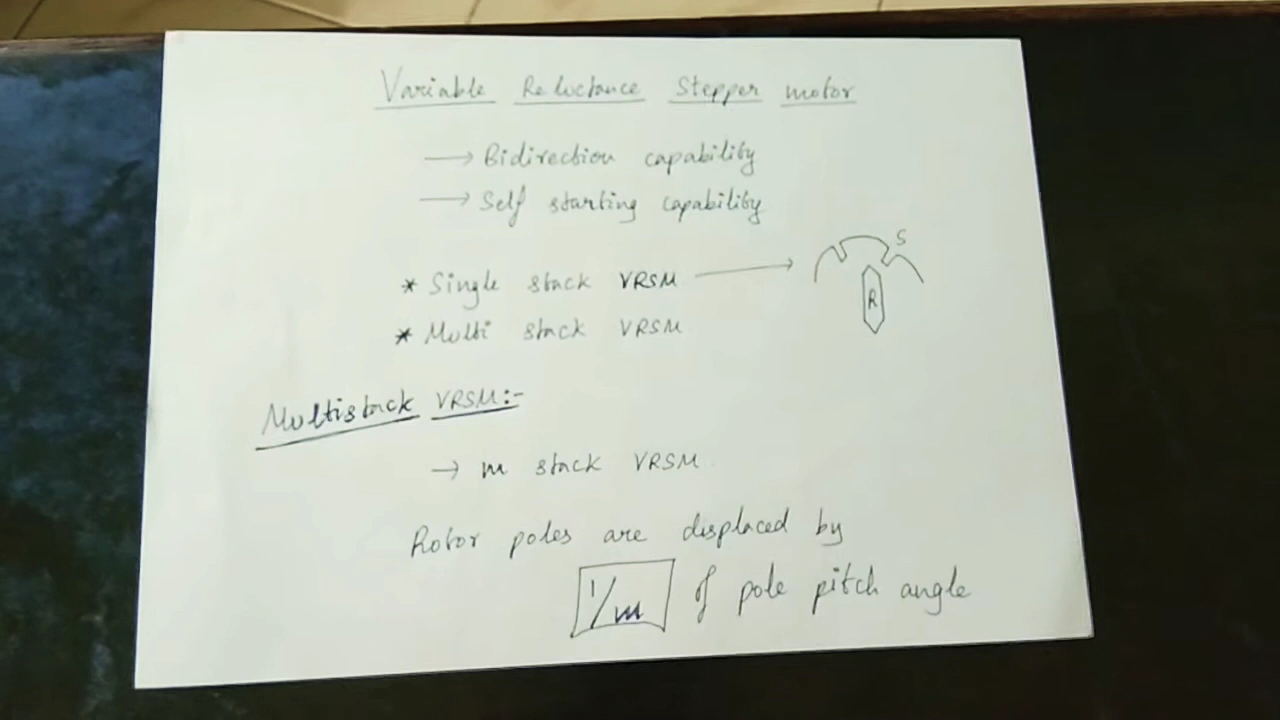 Variable Reluctance Stepper motor
→ Bidirection capability
→ Self starting capability
* Single stack VRSM →
S
R
* Multi stack VRSM
Multistack VRSM:-
→ m stack VRSM
Rotor poles are displaced by
1/m of pole pitch angle